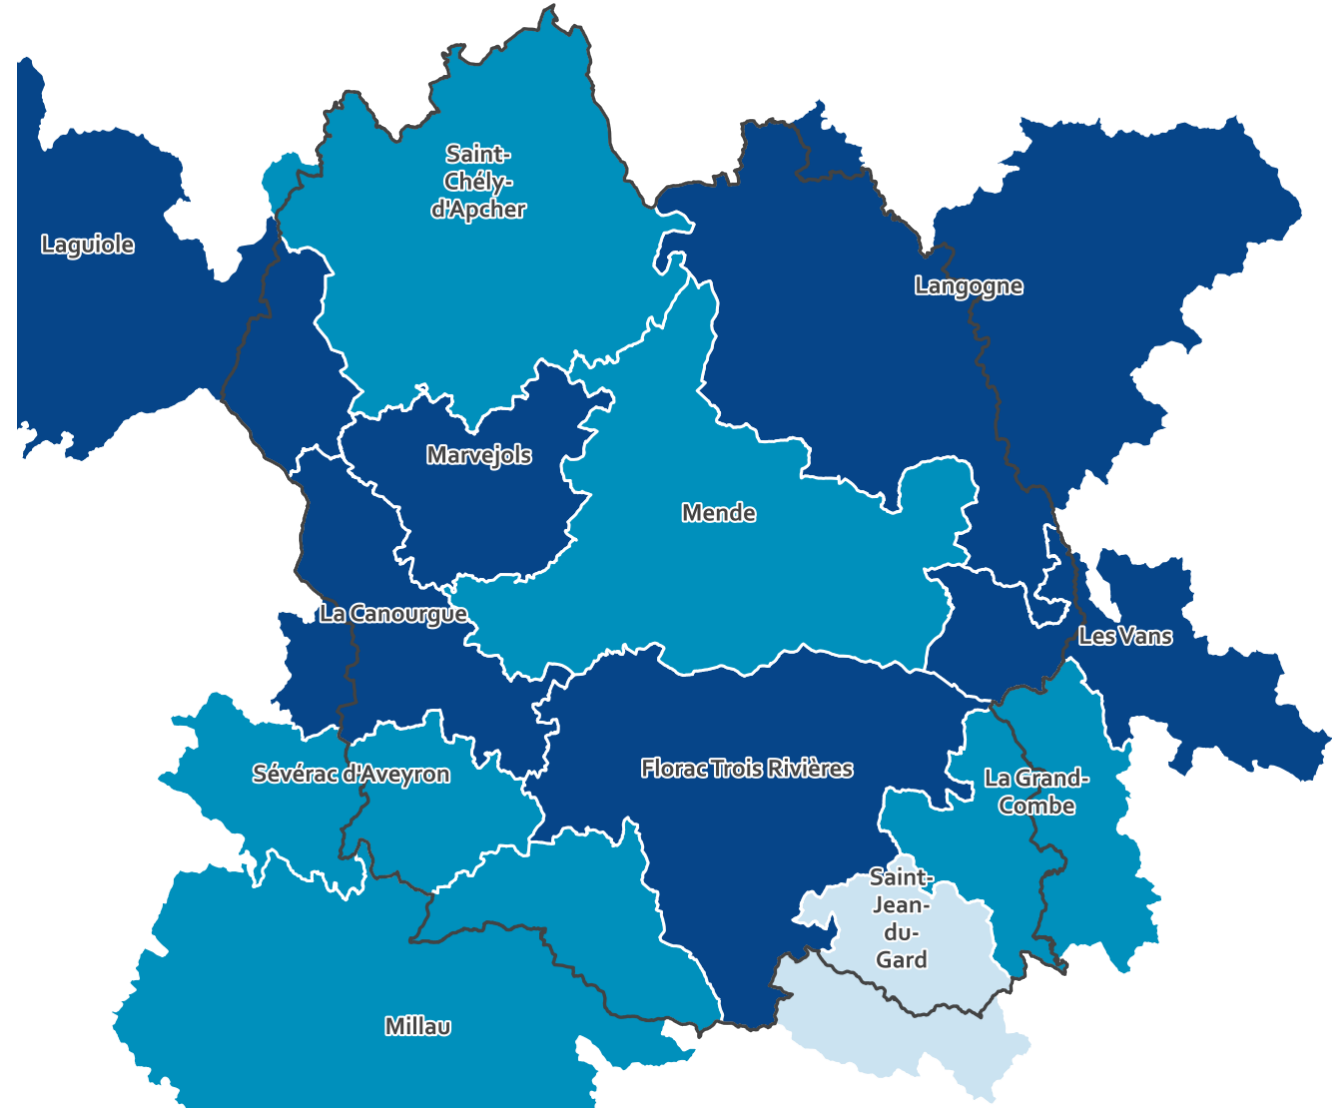 Saint-
Chély-
d'Apcher
Laguiole
Langogne
Marvejols
Mende
La Canourgue
Les Vans
Sévérac d'Aveyron
Florac Trois Rivières
La Grand-
Combe
Saint-
Jean-
du-
Gard
Millau